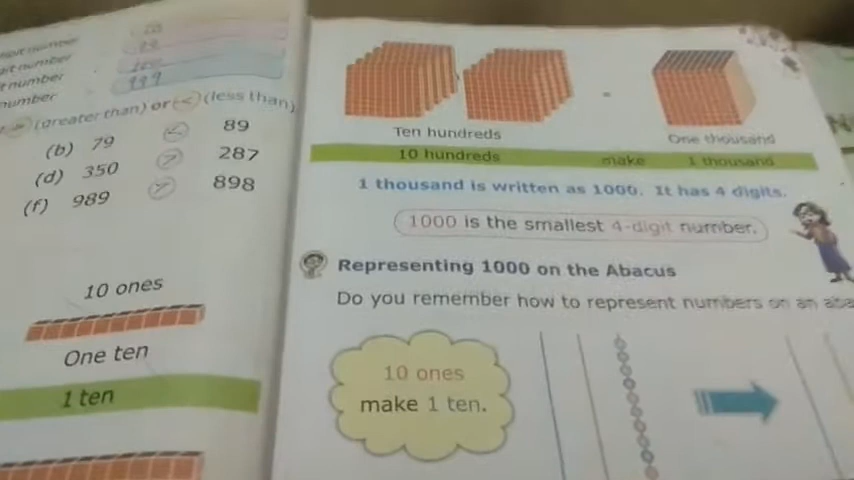 number
number
number
(greater than) or < (less than)
(b) 79 < 89
(d) 350 > 287
(f) 989 > 898
10 ones
One ten
1 ten
Ten hundreds
One thousand
10 hundreds make 1 thousand
1 thousand is written as 1000. It has 4 digits.
1000 is the smallest 4-digit number.
Representing 1000 on the Abacus
Do you remember how to represent numbers on an
10 ones
make 1 ten.